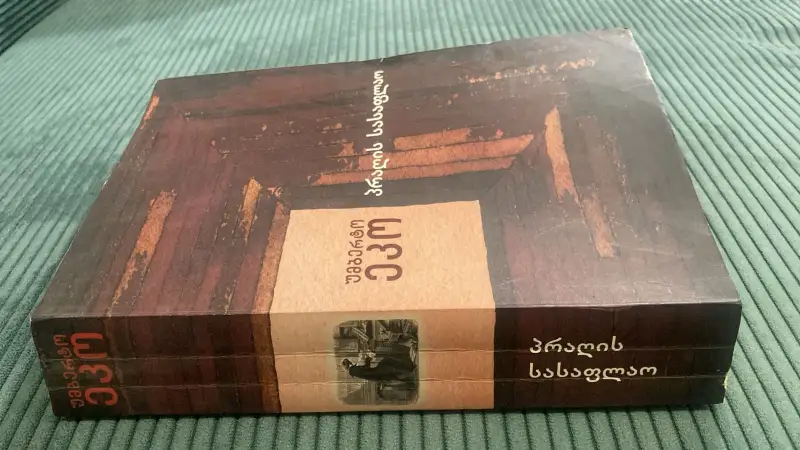 პრაღის სასაფლაო
უმბერტო
ეკო
უმბერტო
ეკო
პრაღის
სასაფლაო